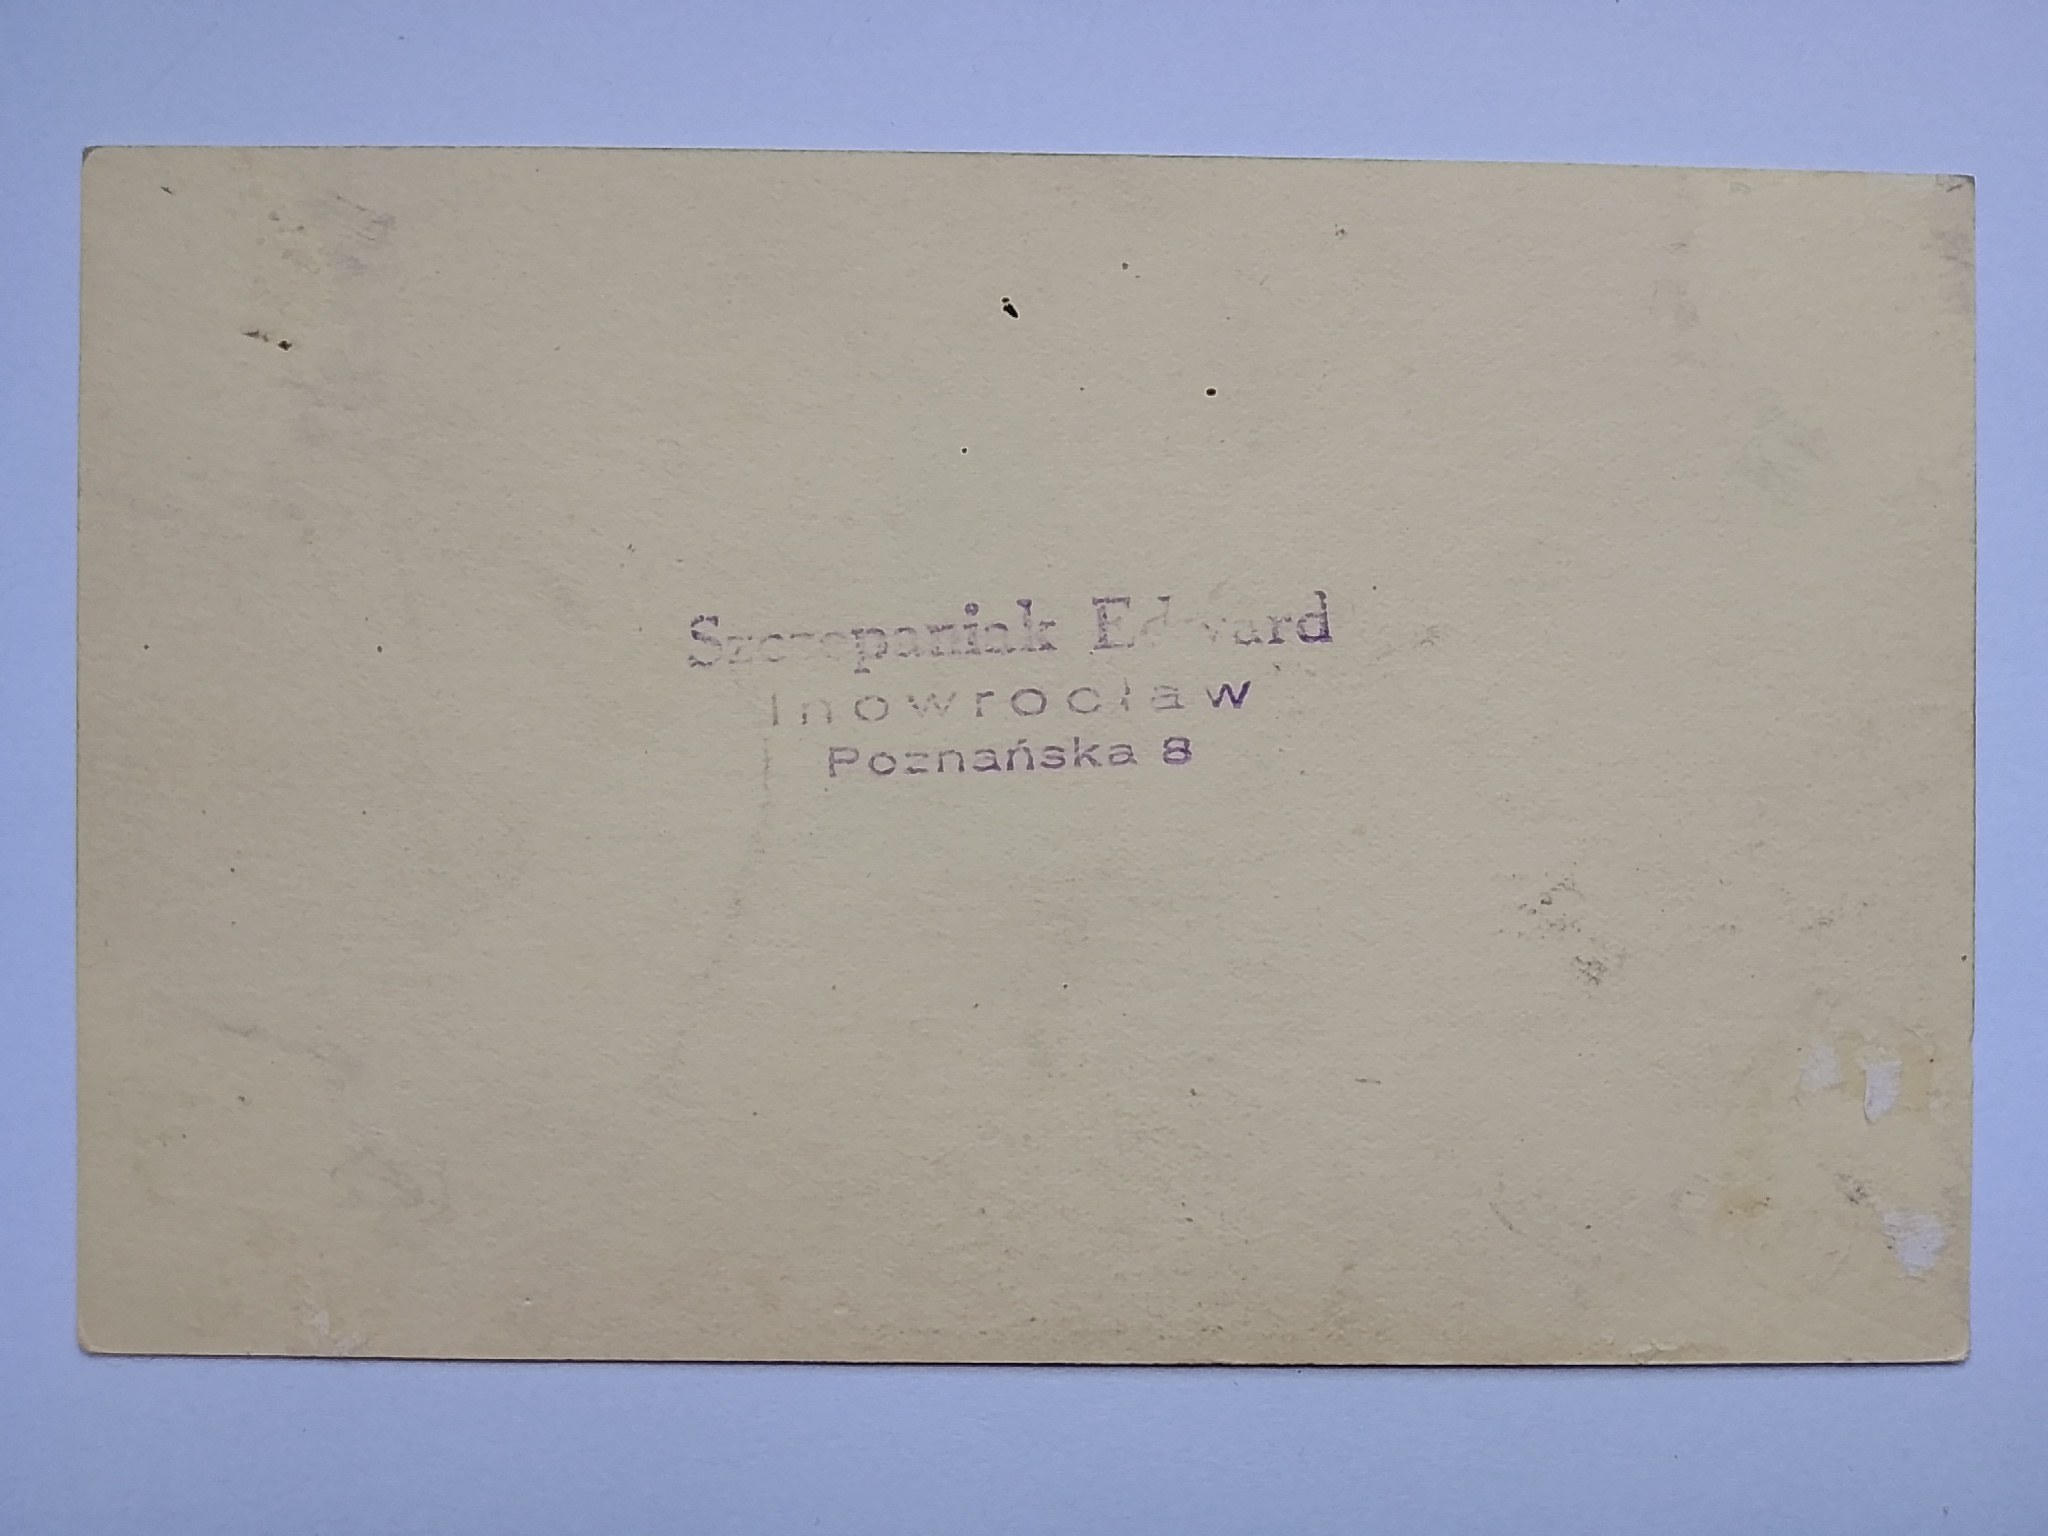 Szczepaniak Edward
Inowrocław
Poznańska 8